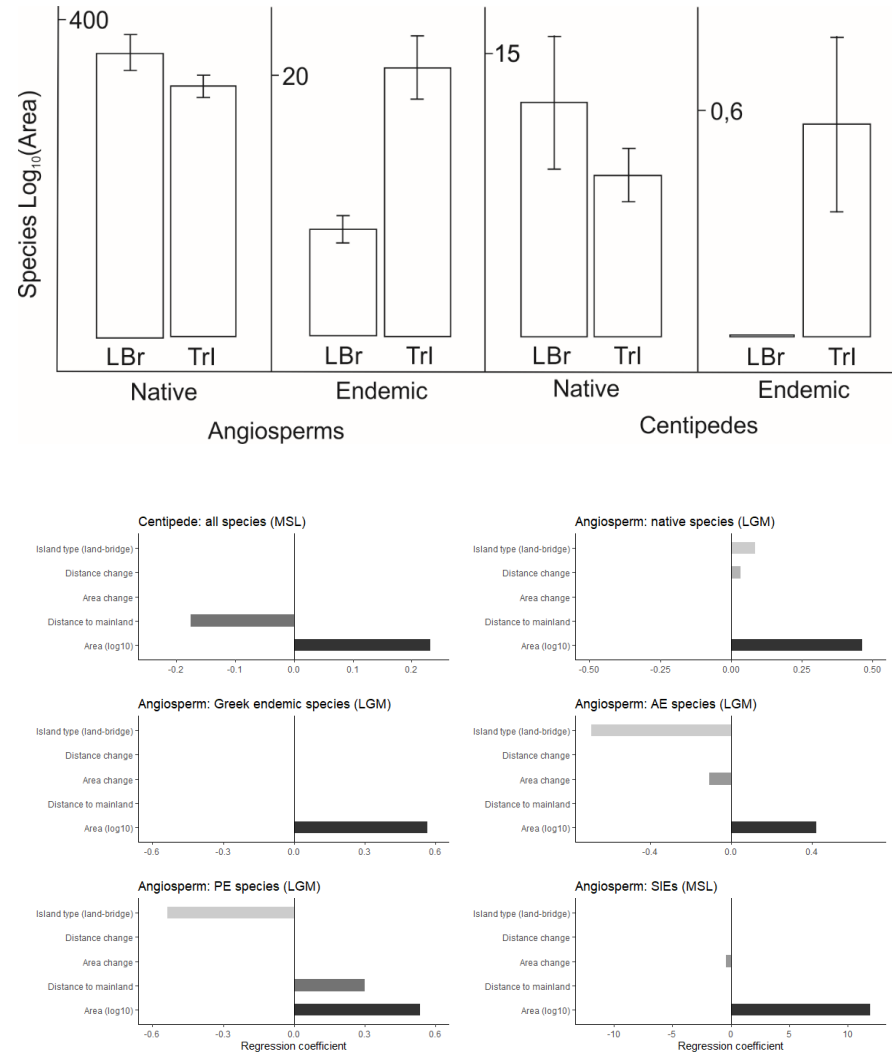 Species Log₁₀(Area)
400
20
15
0,6
LBr TrI LBr TrI LBr TrI LBr TrI
Native Endemic Native Endemic
Angiosperms Centipedes
Centipede: all species (MSL)
Island type (land-bridge)
Distance change
Area change
Distance to mainland
Area (log10)
-0.2 -0.1 0.0 0.1 0.2
Angiosperm: native species (LGM)
Island type (land-bridge)
Distance change
Area change
Distance to mainland
Area (log10)
-0.50 -0.25 0.00 0.25 0.50
Angiosperm: Greek endemic species (LGM)
Island type (land-bridge)
Distance change
Area change
Distance to mainland
Area (log10)
-0.6 -0.3 0.0 0.3 0.6
Angiosperm: AE species (LGM)
Island type (land-bridge)
Distance change
Area change
Distance to mainland
Area (log10)
-0.4 0.0 0.4
Angiosperm: PE species (LGM)
Island type (land-bridge)
Distance change
Area change
Distance to mainland
Area (log10)
-0.6 -0.3 0.0 0.3 0.6
Regression coefficient
Angiosperm: SIEs (MSL)
Island type (land-bridge)
Distance change
Area change
Distance to mainland
Area (log10)
-10 -5 0 5 10
Regression coefficient